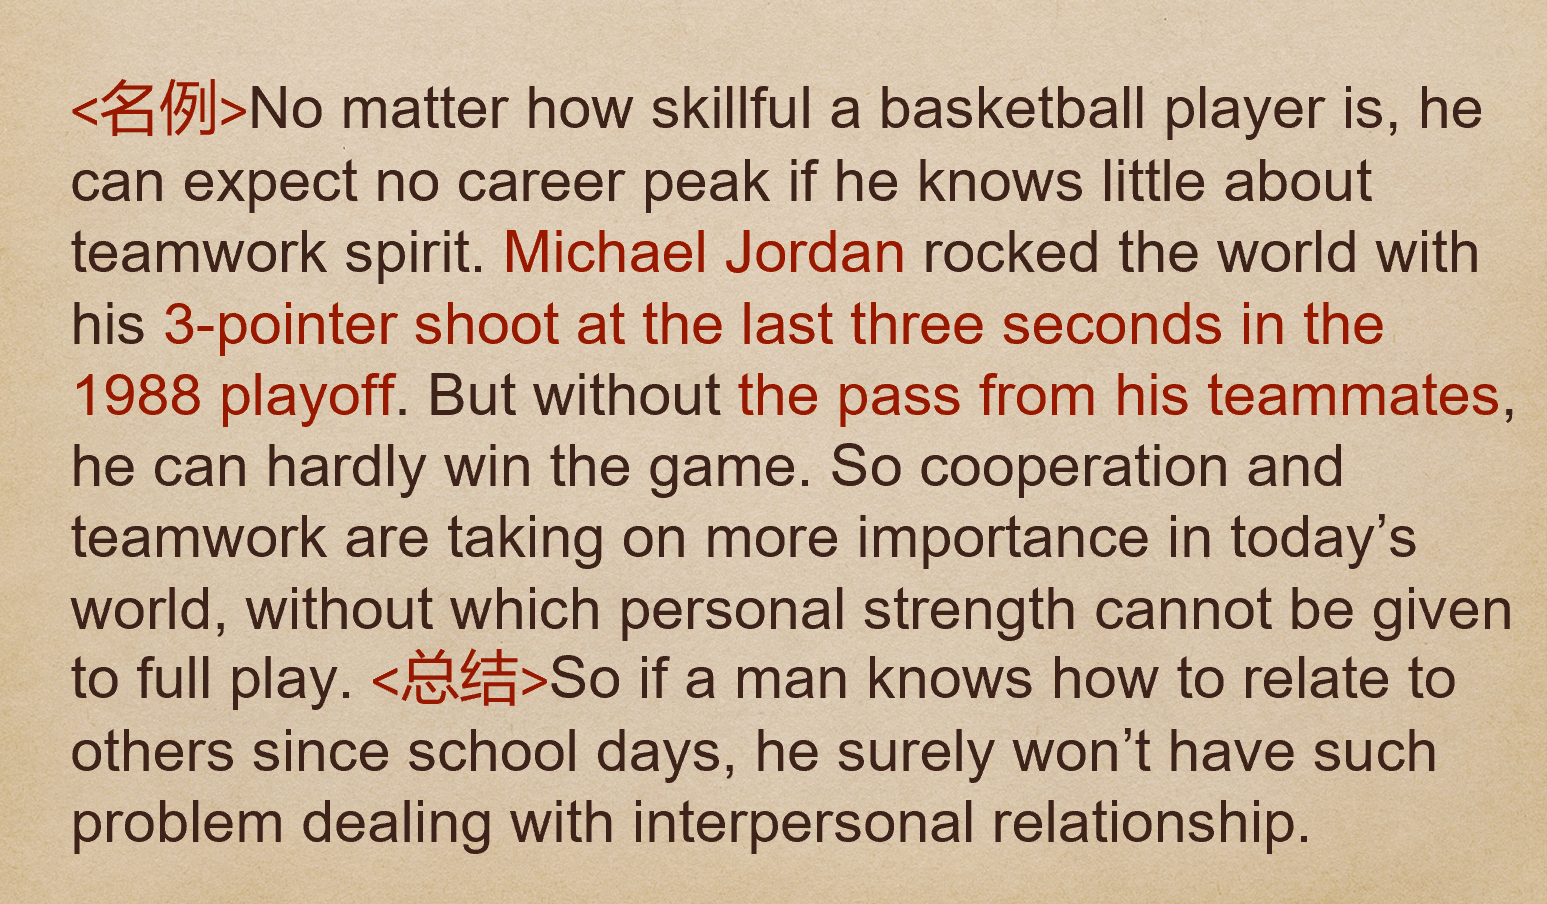 <名例>No matter how skillful a basketball player is, he
can expect no career peak if he knows little about
teamwork spirit. Michael Jordan rocked the world with
his 3-pointer shoot at the last three seconds in the
1988 playoff. But without the pass from his teammates,
he can hardly win the game. So cooperation and
teamwork are taking on more importance in today’s
world, without which personal strength cannot be given
to full play. <总结>So if a man knows how to relate to
others since school days, he surely won’t have such
problem dealing with interpersonal relationship.